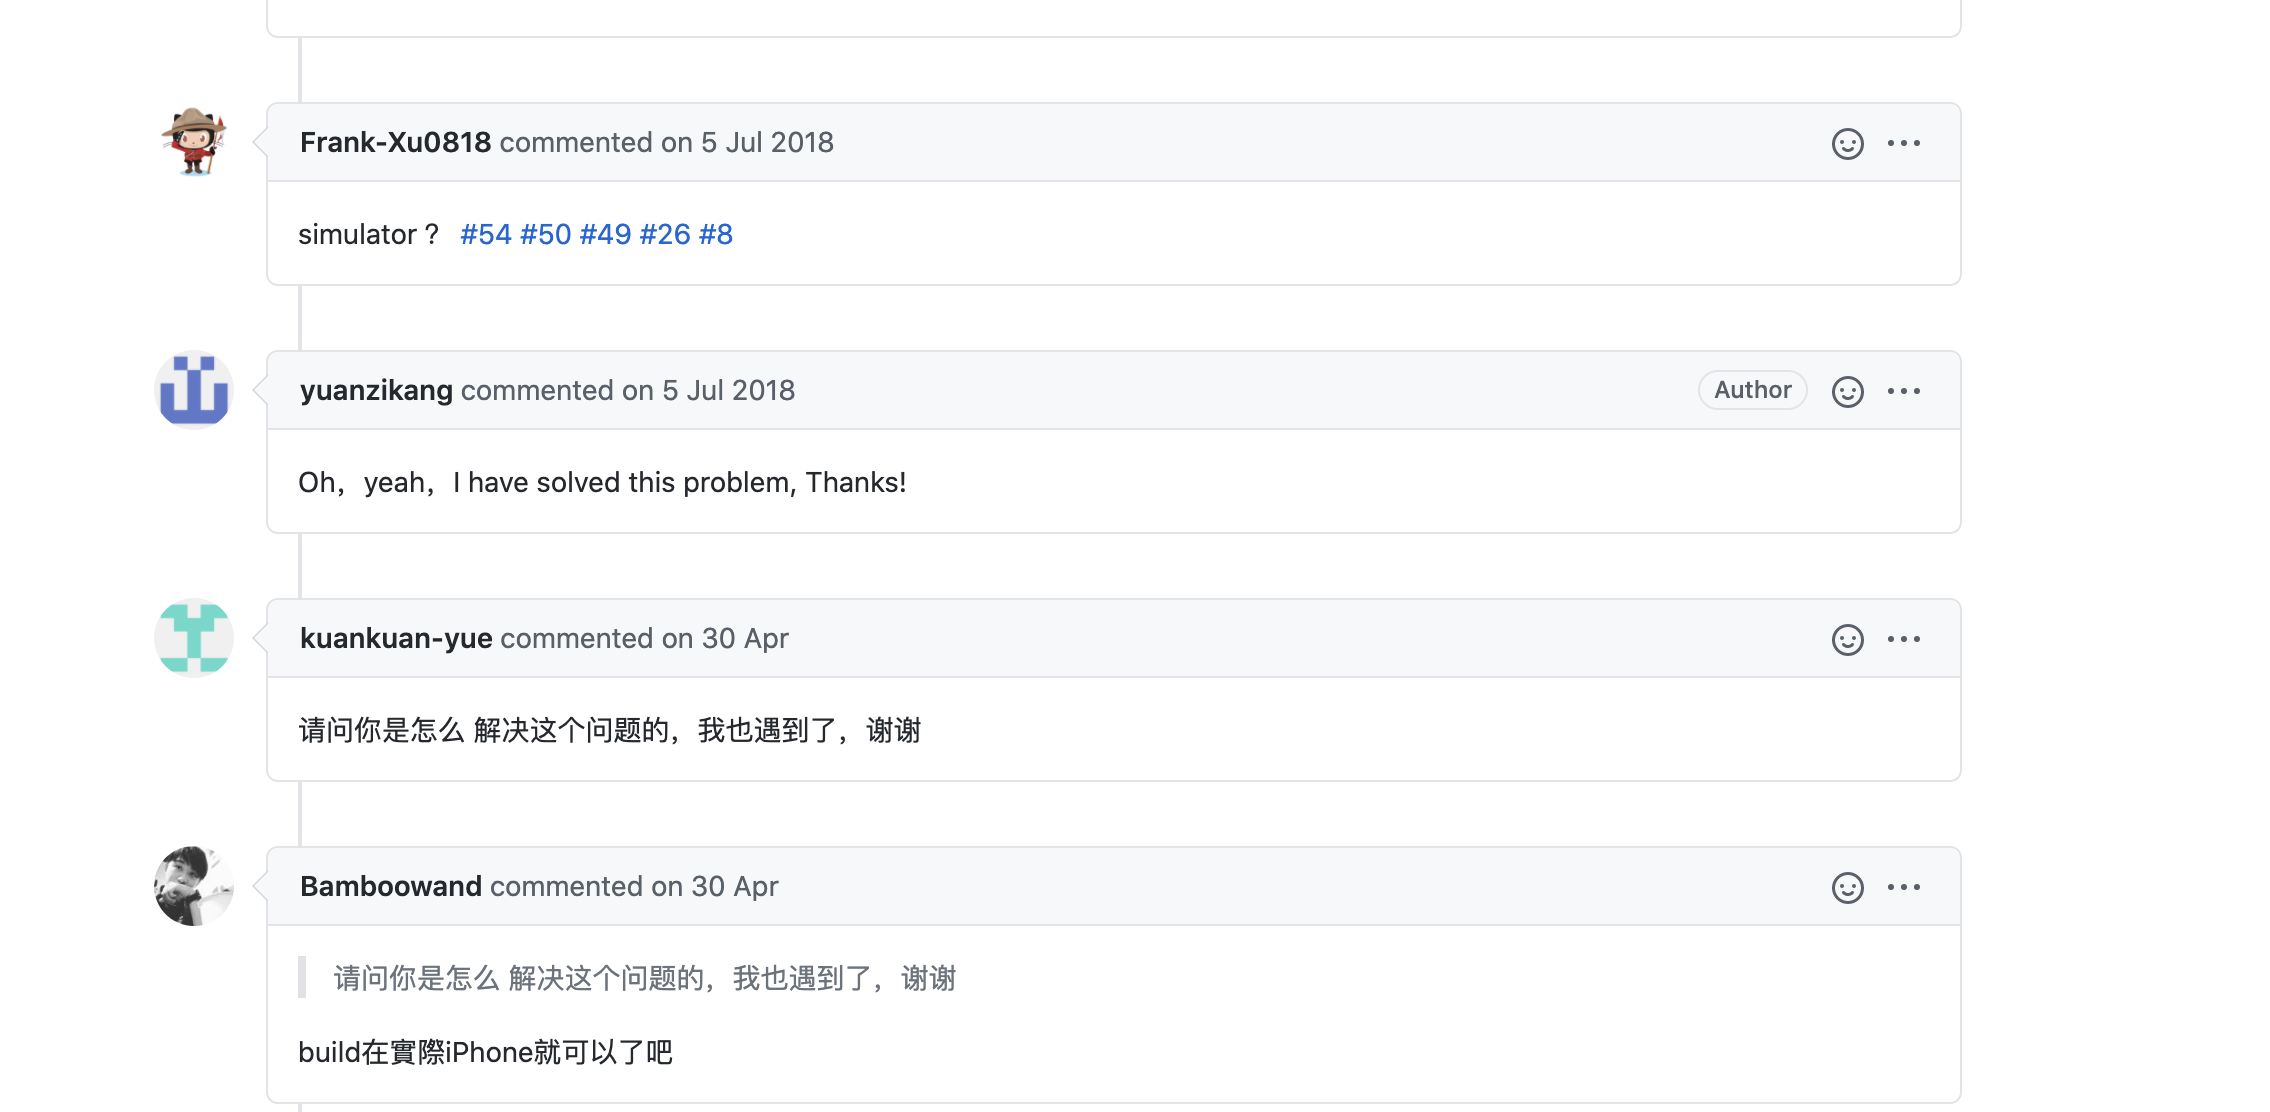 Frank-Xu0818 commented on 5 Jul 2018
simulator ? #54 #50 #49 #26 #8
yuanzikang commented on 5 Jul 2018
Author
Oh，yeah，I have solved this problem, Thanks!
kuankuan-yue commented on 30 Apr
请问你是怎么 解决这个问题的，我也遇到了，谢谢
Bamboowand commented on 30 Apr
请问你是怎么 解决这个问题的，我也遇到了，谢谢
build在實際iPhone就可以了吧